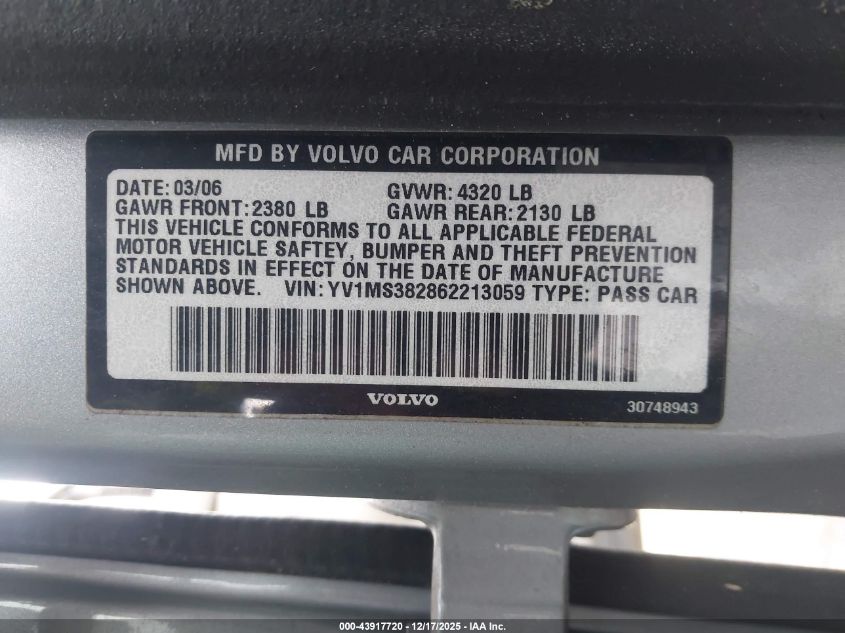 MFD BY VOLVO CAR CORPORATION
DATE: 03/06 GVWR: 4320 LB
GAWR FRONT: 2380 LB GAWR REAR: 2130 LB
THIS VEHICLE CONFORMS TO ALL APPLICABLE FEDERAL
MOTOR VEHICLE SAFTEY, BUMPER AND THEFT PREVENTION
STANDARDS IN EFFECT ON THE DATE OF MANUFACTURE
SHOWN ABOVE. VIN: YV1MS382862213059 TYPE: PASS CAR
VOLVO
30748943
000-43917720 - 12/17/2025 - IAA Inc.